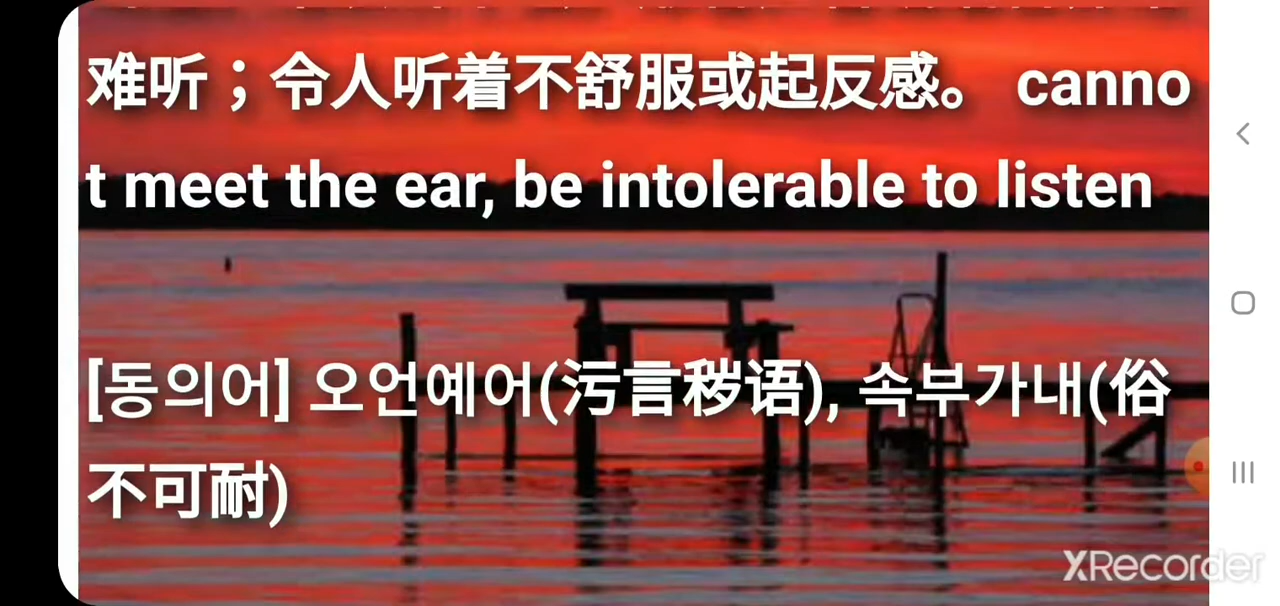 难听；令人听着不舒服或起反感。 canno
t meet the ear, be intolerable to listen
[동의어] 오언예어(污言秽语), 속부가내(俗
不可耐)
XRecorder